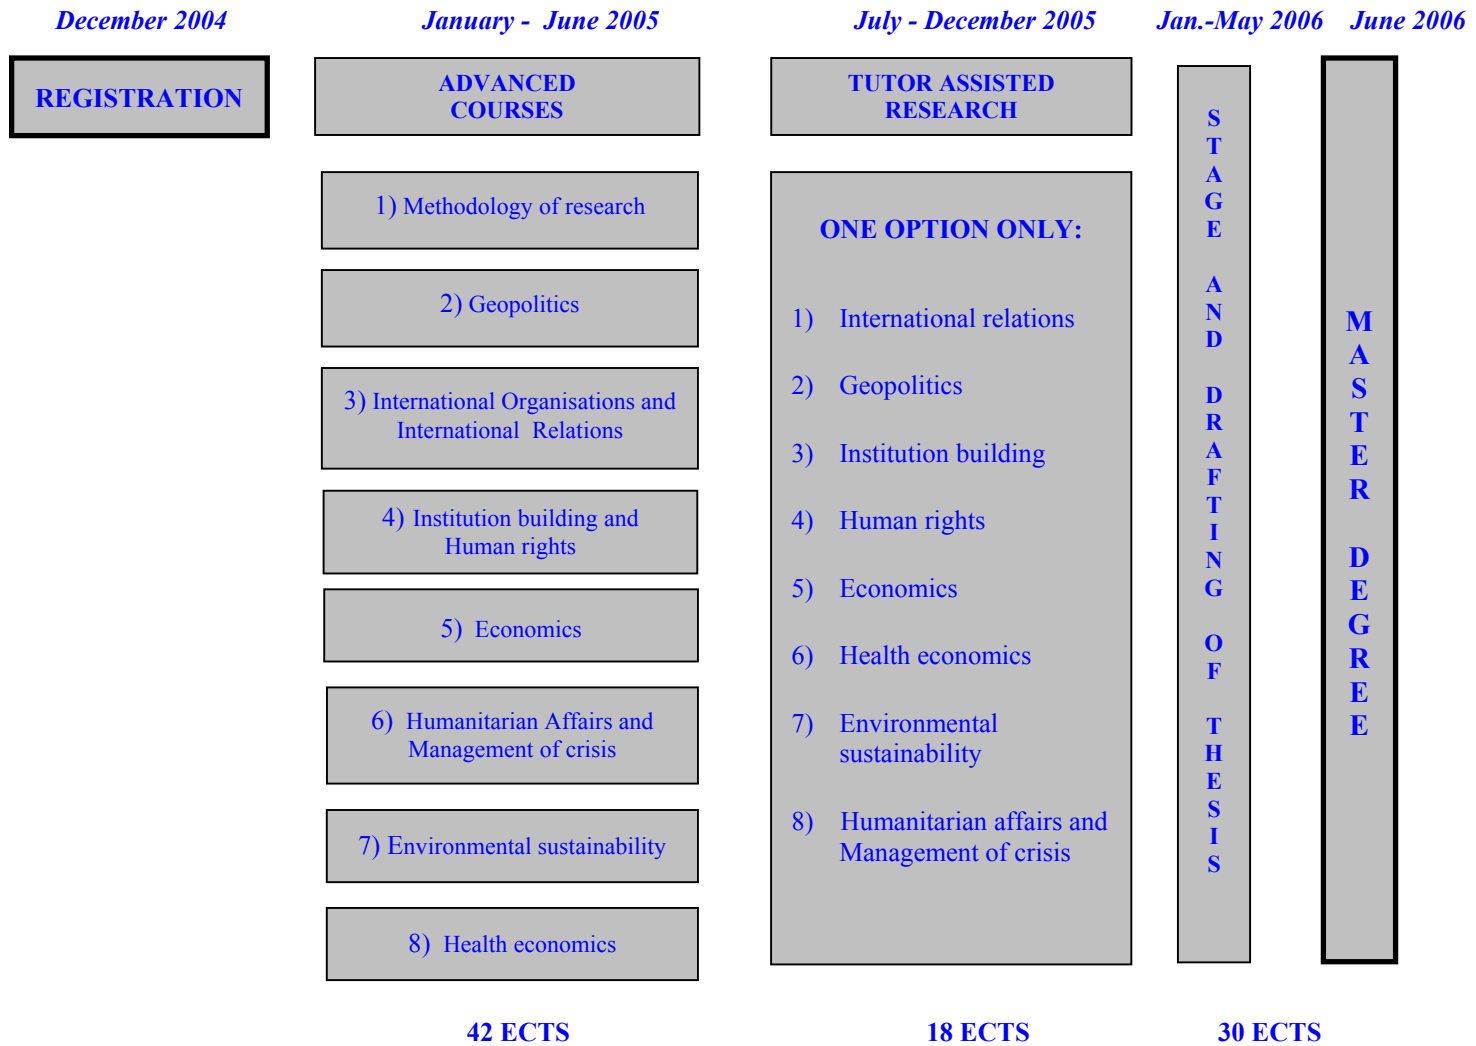 December 2004
January - June 2005
July - December 2005
Jan.-May 2006
June 2006
REGISTRATION
ADVANCED
COURSES
1) Methodology of research
2) Geopolitics
3) International Organisations and
International Relations
4) Institution building and
Human rights
5) Economics
6) Humanitarian Affairs and
Management of crisis
7) Environmental sustainability
8) Health economics
TUTOR ASSISTED
RESEARCH
ONE OPTION ONLY:
1) International relations
2) Geopolitics
3) Institution building
4) Human rights
5) Economics
6) Health economics
7) Environmental
sustainability
8) Humanitarian affairs and
Management of crisis
STAGE AND DRAFTING OF THESIS
MASTER DEGREE
42 ECTS
18 ECTS
30 ECTS